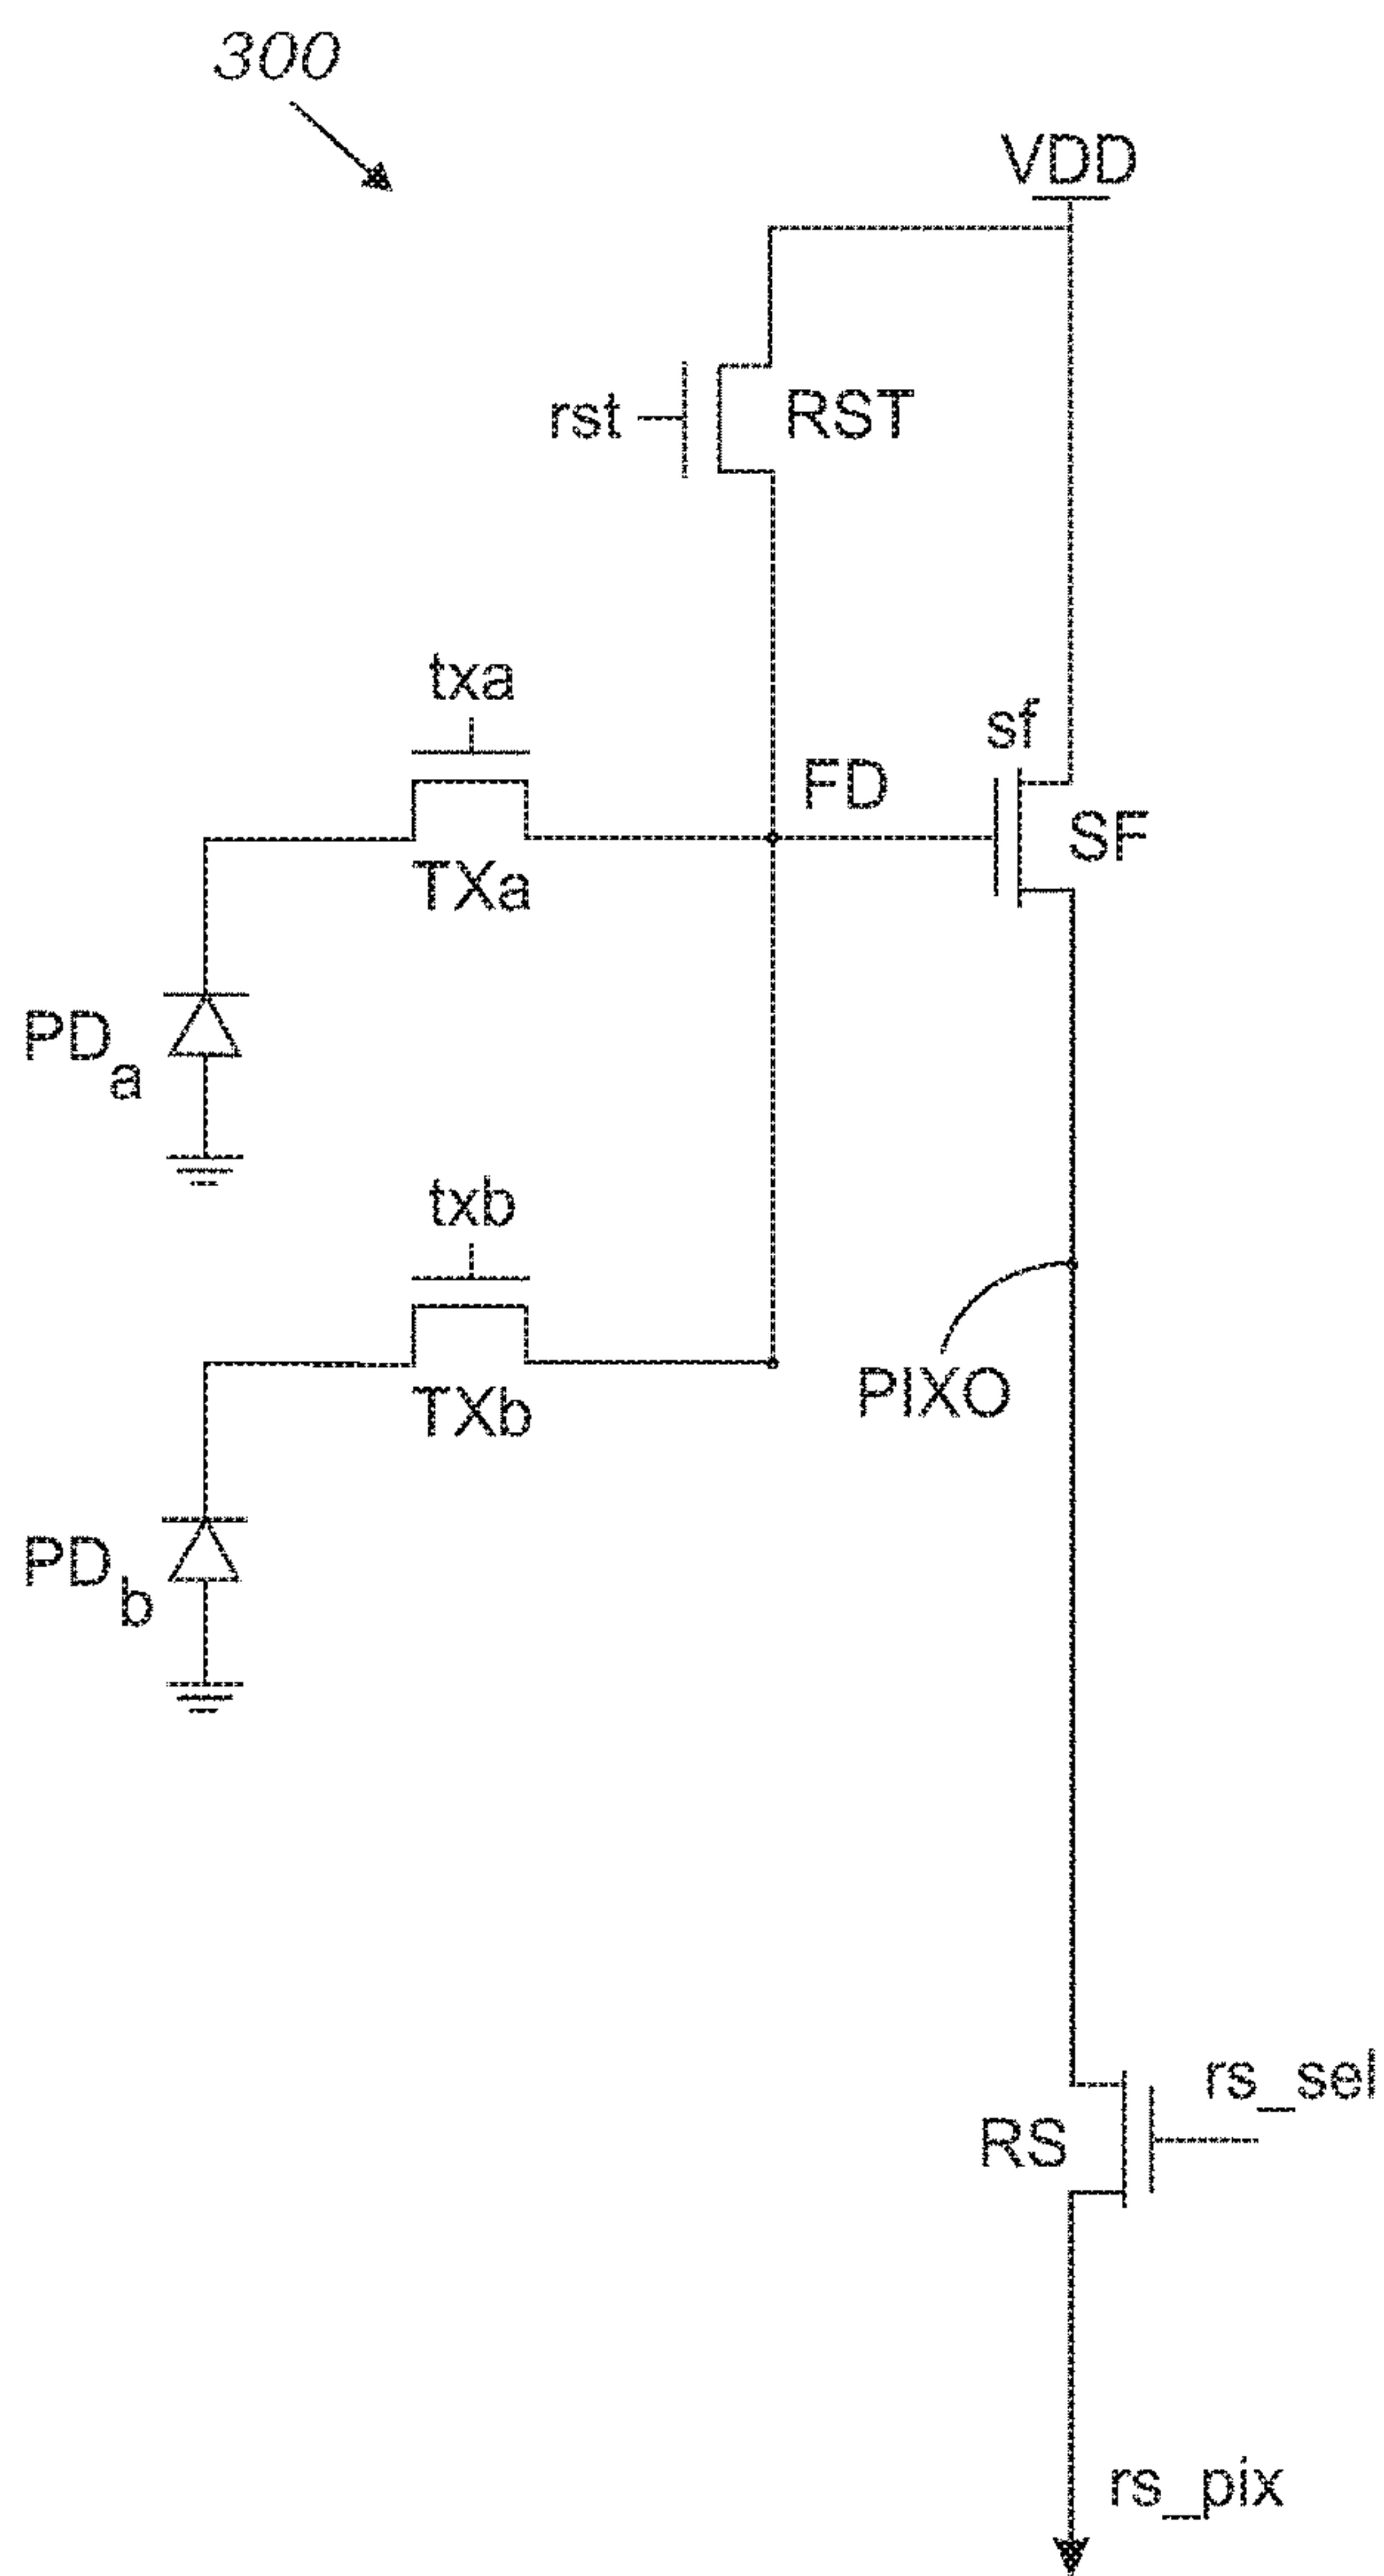 300
VDD
rst
RST
txa
sf
FD
SF
TXa
PDa
txb
PIXO
TXb
PDb
rs_sel
RS
rs_pix